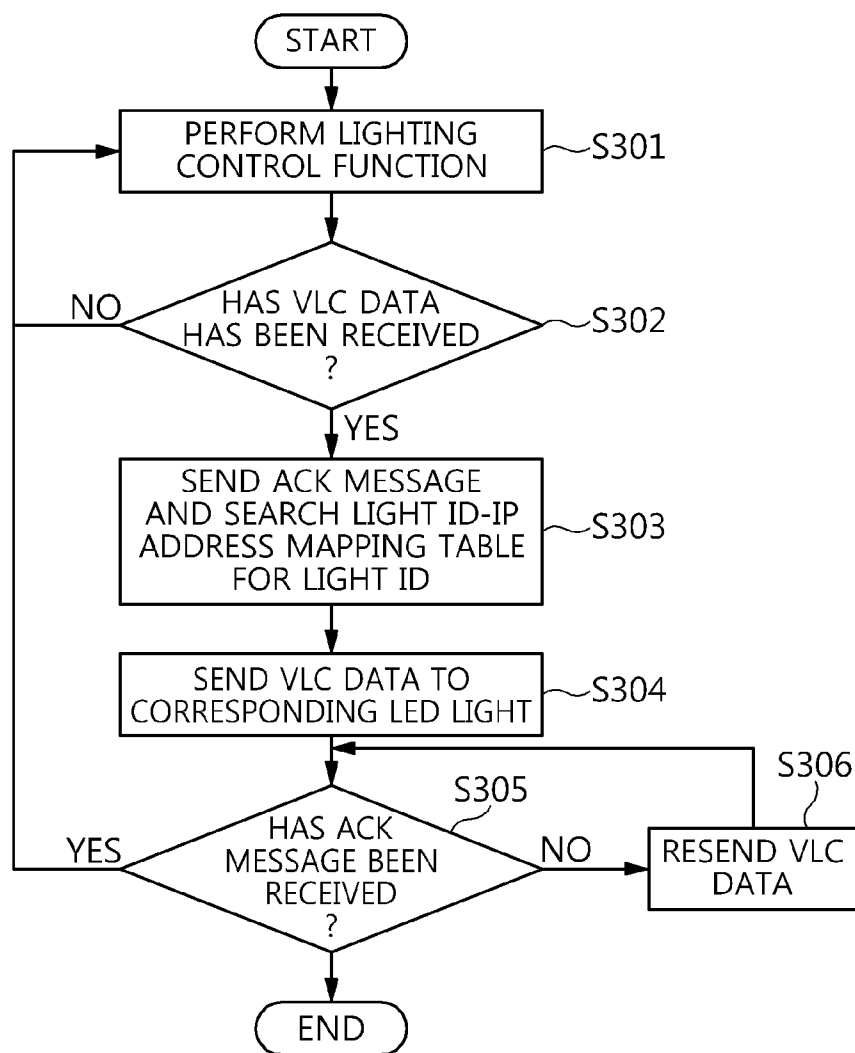 START
PERFORM LIGHTING
CONTROL FUNCTION
S301
NO
HAS VLC DATA
HAS BEEN RECEIVED
?
S302
YES
SEND ACK MESSAGE
AND SEARCH LIGHT ID-IP
ADDRESS MAPPING TABLE
FOR LIGHT ID
S303
SEND VLC DATA TO
CORRESPONDING LED LIGHT
S304
S305
S306
YES
HAS ACK
MESSAGE BEEN
RECEIVED
?
NO
RESEND VLC
DATA
END